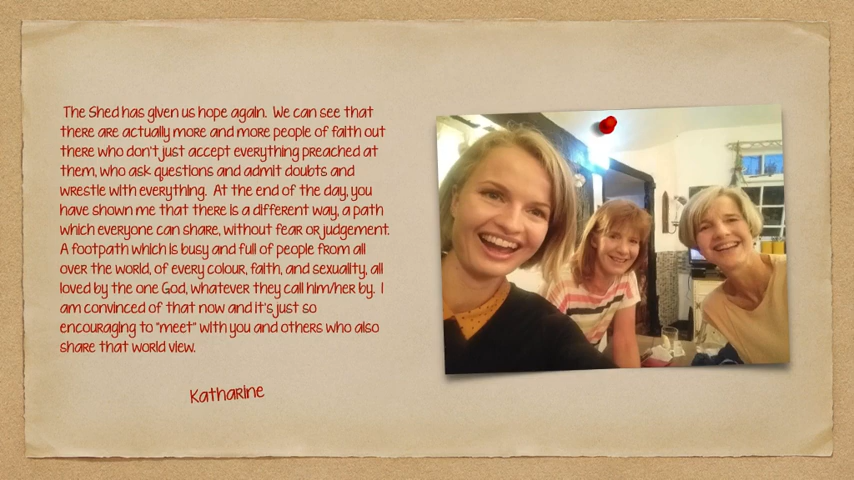 The Shed has given us hope again.  We can see that
there are actually more and more people of faith out
there who don't just accept everything preached at
them, who ask questions and admit doubts and
wrestle with everything.  At the end of the day, you
have shown me that there is a different way, a path
which everyone can share, without fear or judgement.
A footpath which is busy and full of people from all
over the world, of every colour, faith, and sexuality, all
loved by the one God, whatever they call him/her by.  I
am convinced of that now and it's just so
encouraging to "meet" with you and others who also
share that world view.
Katharine